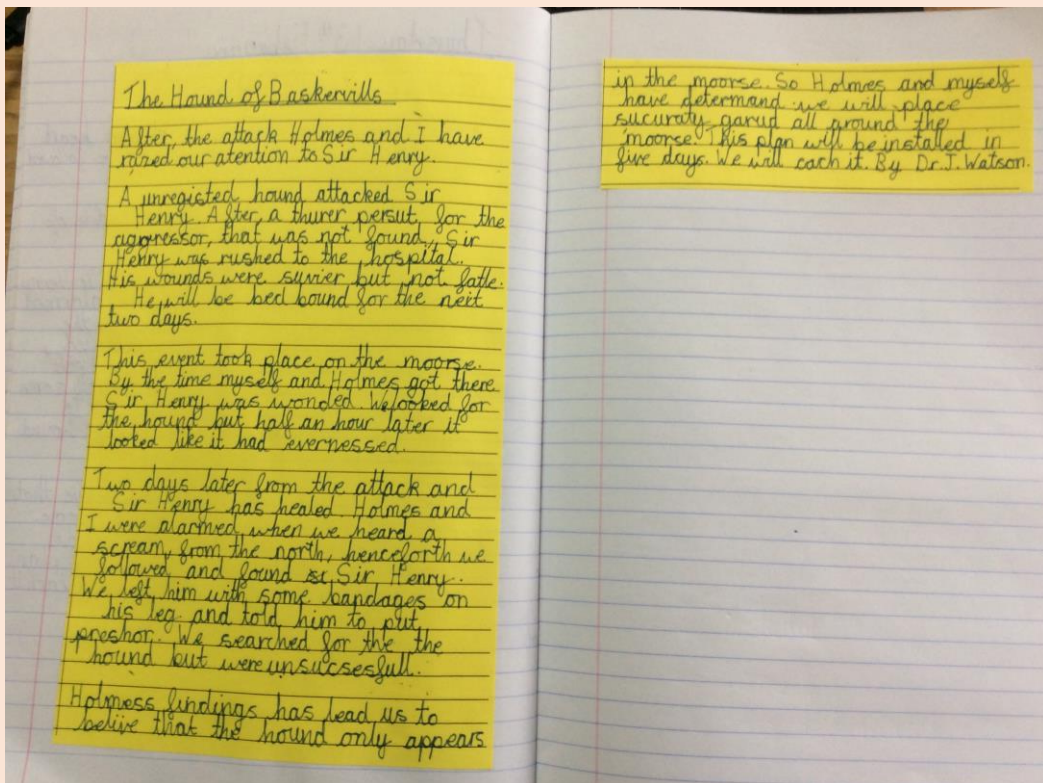 The Hound of Baskervills
After, the attack Holmes and I have
raized our atention to Sir Henry.
A unregisted hound attacked Sir
Henry. After, a thurer persut, for the
aggressor, that was not found, Sir
Henry was rushed to the hospital.
His wounds were syvier but not fatle.
He will be bed bound for the next
two days.
This event took place on the moorse.
By the time myself and Holmes got there
Sir Henry was wonded. We looked for
the hound but half an hour later it
looked like it had evernessed.
Two days later from the attack and
Sir Henry has healed. Holmes and
I were alarmed when we heard a
scream, from the north, henceforth we
followed and found Sir Henry.
We left him with some bandages on
his leg and told him to put
preshor. We searched for the the
hound but were unsucsesfull.
Holmess findings has lead us to
beliive that the hound only appears
in the moorse. So Holmes and myself
have determand we will place
sucuraty garud all around the
moorse. This plan will be instaled in
five days. We will cach it. By Dr. J. Watson.